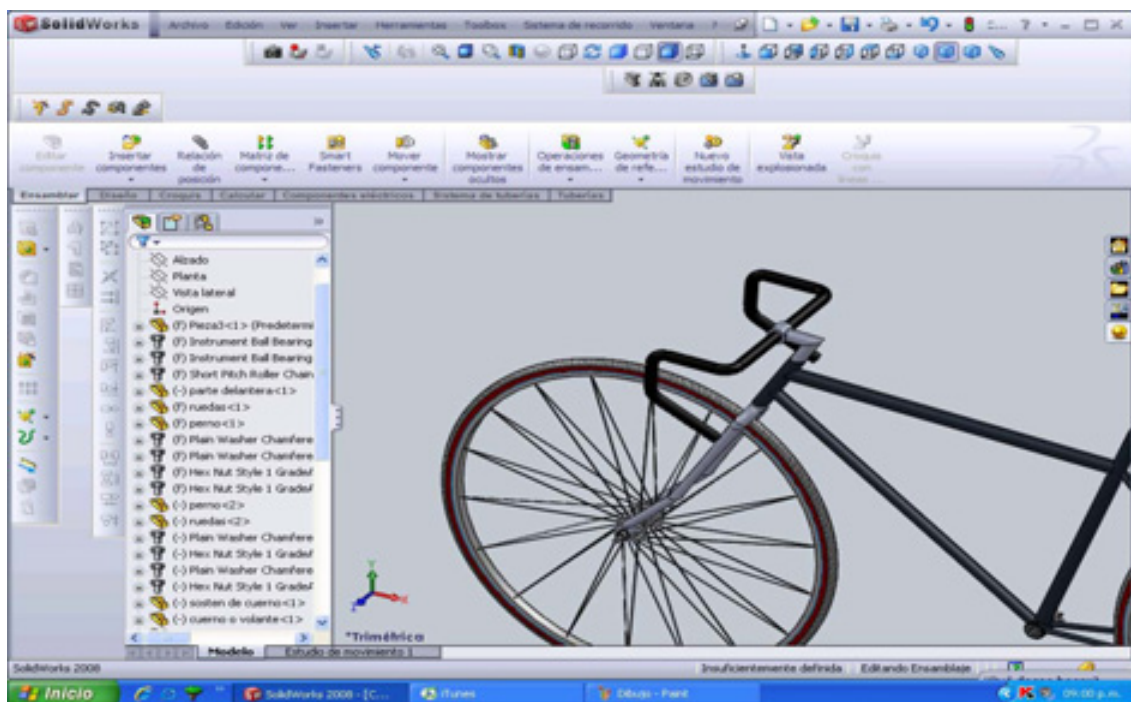 SolidWorks Archivo Edición Ver Insertar Herramientas Toolbox Sistema de recorrido Ventana ? c... ?
Editar componente
Insertar componentes
Relación de posición
Matriz de compone...
Smart Fasteners
Mover componente
Mostrar componentes ocultos
Operaciones de ensam...
Geometría de refe...
Nuevo estudio de movimiento
Vista explosionada
Croquis con líneas ...
Ensamblar Diseño Croquis Calcular Componentes eléctricos Sistema de tuberías Tuberías
Alzado
Planta
Vista lateral
Origen
(f) Pieza3<1> (Predetermi
(f) Instrument Ball Bearing
(f) Instrument Ball Bearing
(f) Short Pitch Roller Chain
(-) parte delantera<1>
(f) ruedas<1>
(f) perno<1>
(f) Plain Washer Chamfere
(f) Plain Washer Chamfere
(f) Hex Nut Style 1 GradeA
(f) Hex Nut Style 1 GradeA
(-) perno<2>
(-) ruedas<2>
(-) Plain Washer Chamfere
(-) Hex Nut Style 1 GradeA
(-) Plain Washer Chamfere
(-) Hex Nut Style 1 GradeA
(-) sosten de cuerno<1>
(-) cuerno o volante<1>
*Trimétrica
Modelo Estudio de movimiento 1
SolidWorks 2008 Insuficientemente definida Editando Ensamblaje
Inicio SolidWorks 2008 - [C... iTunes Dibujo - Paint 09:00 p.m.